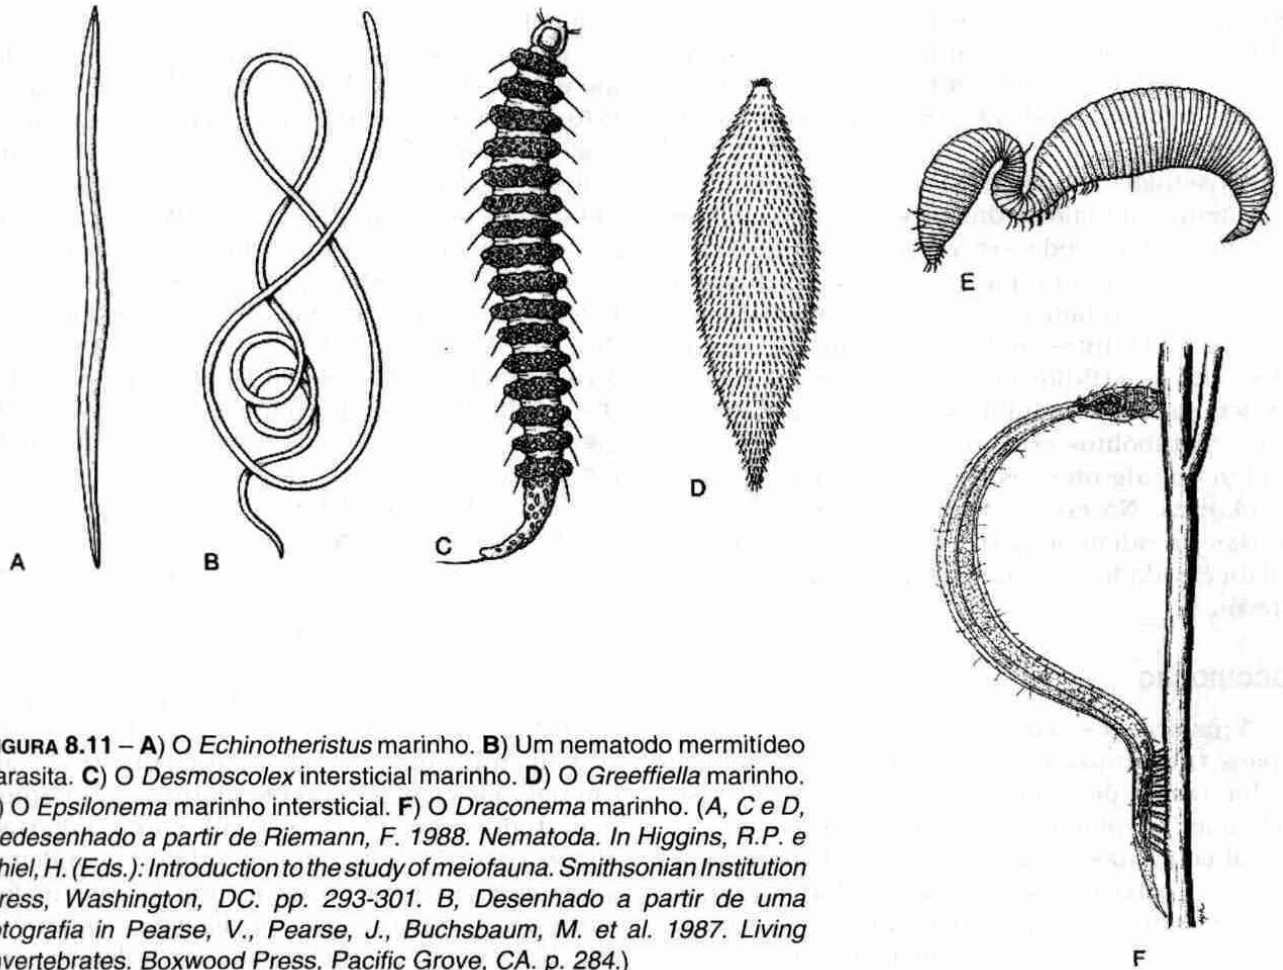 A
B
C
D
E
F
IGURA 8.11 – A) O Echinotheristus marinho. B) Um nematodo mermitídeo
arasita. C) O Desmoscolex intersticial marinho. D) O Greeffiella marinho.
) O Epsilonema marinho intersticial. F) O Draconema marinho. (A, C e D,
edesenhado a partir de Riemann, F. 1988. Nematoda. In Higgins, R.P. e
hiel, H. (Eds.): Introduction to the study of meiofauna. Smithsonian Institution
ress, Washington, DC. pp. 293-301. B, Desenhado a partir de uma
otografia in Pearse, V., Pearse, J., Buchsbaum, M. et al. 1987. Living
nvertebrates. Boxwood Press, Pacific Grove, CA. p. 284.)